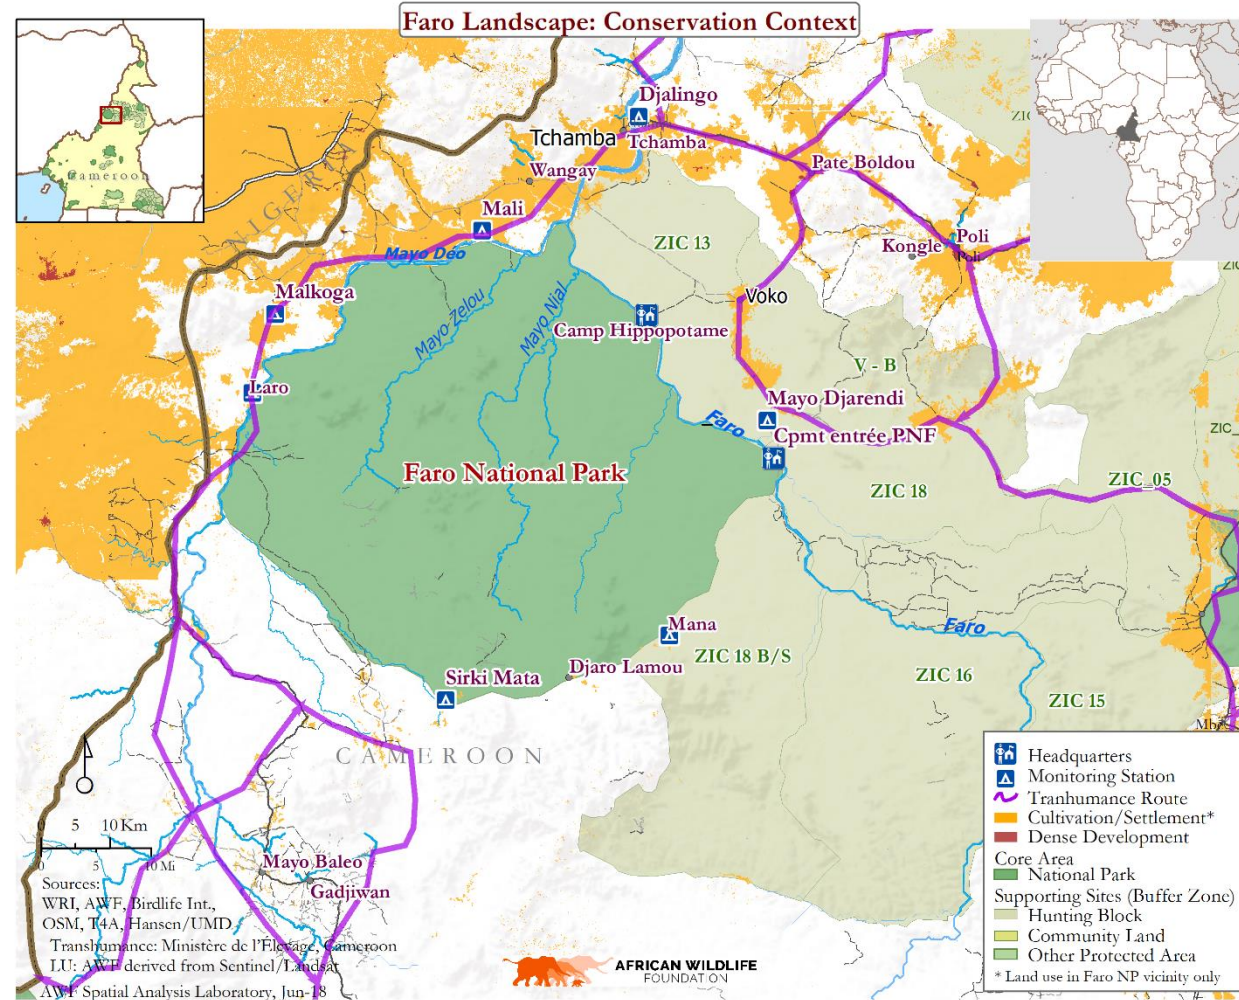 Faro Landscape: Conservation Context
Cameroon
NIGERIA
Djalingo
Tchamba
Tchamba
Wangay
Pate Boldou
Mali
ZIC 13
Kongle
Poli
Poli
Mayo Déo
Malkoga
Voko
Mayo Zelou
Mayo Nial
Camp Hippopotame
V - B
Laro
Mayo Djarendi
Faro
Cpmt entrée PNF
Faro National Park
ZIC_05
ZIC 18
Faro
Mana
ZIC 18 B/S
Djaro Lamou
Sirki Mata
ZIC 16
ZIC 15
CAMEROON
5 10 Km
0 5 10 Mi
Mayo Baleo
Gadjiwan
Sources:
WRI, AWF, Birdlife Int.,
OSM, T4A, Hansen/UMD
Transhumance: Ministère de l'Élevage, Cameroon
LU: AWF derived from Sentinel/Landsat
AWF Spatial Analysis Laboratory, Jun-18
AFRICAN WILDLIFE
FOUNDATION
Headquarters
Monitoring Station
Tranhumance Route
Cultivation/Settlement*
Dense Development
Core Area
National Park
Supporting Sites (Buffer Zone)
Hunting Block
Community Land
Other Protected Area
* Land use in Faro NP vicinity only